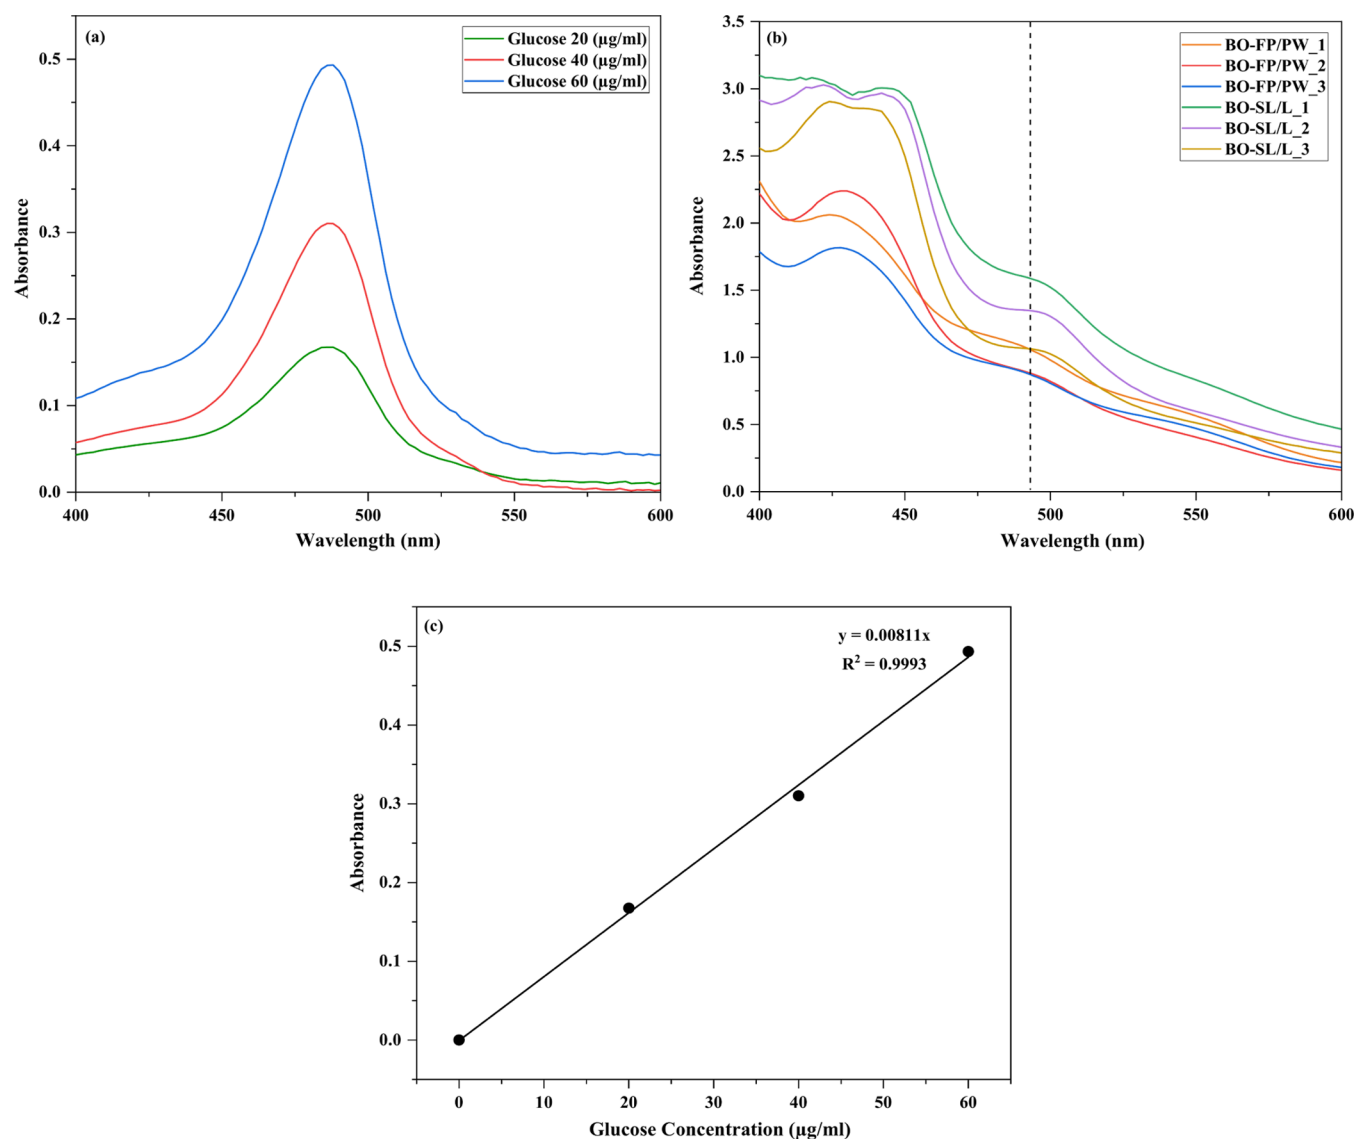 (a)
Glucose 20 (µg/ml)
Glucose 40 (µg/ml)
Glucose 60 (µg/ml)
0.5
0.4
0.3
0.2
0.1
0.0
Absorbance
400
450
500
550
600
Wavelength (nm)
(b)
BO-FP/PW_1
BO-FP/PW_2
BO-FP/PW_3
BO-SL/L_1
BO-SL/L_2
BO-SL/L_3
3.5
3.0
2.5
2.0
1.5
1.0
0.5
0.0
Absorbance
400
450
500
550
600
Wavelength (nm)
(c)
y = 0.00811x
R² = 0.9993
0.5
0.4
0.3
0.2
0.1
0.0
Absorbance
0
10
20
30
40
50
60
Glucose Concentration (µg/ml)